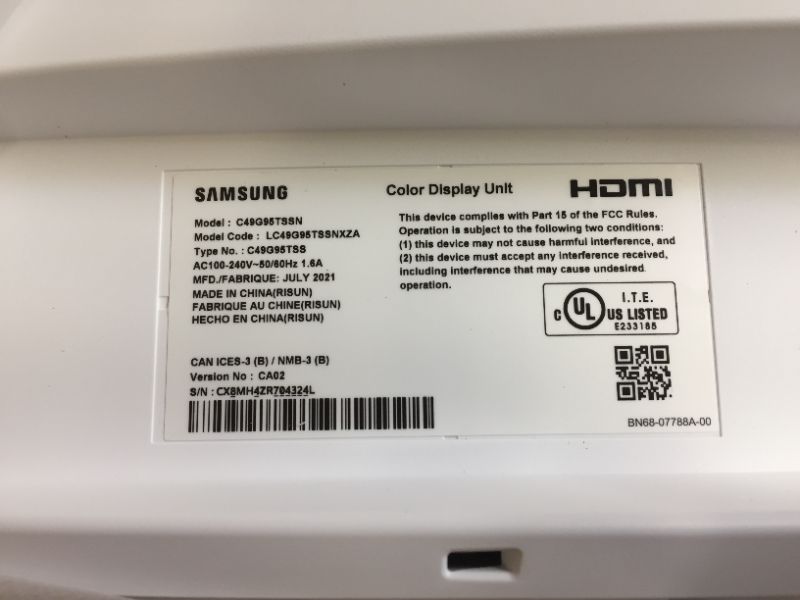 SAMSUNG
Color Display Unit
HDMI
Model : C49G95TSSN
Model Code : LC49G95TSSNXZA
Type No. : C49G95TSS
AC100-240V~50/60Hz 1.6A
MFD./FABRIQUE: JULY 2021
MADE IN CHINA(RISUN)
FABRIQUE AU CHINE(RISUN)
HECHO EN CHINA(RISUN)
This device complies with Part 15 of the FCC Rules.
Operation is subject to the following two conditions:
(1) this device may not cause harmful interference, and
(2) this device must accept any interference received,
including interference that may cause undesired
operation.
C UL US LISTED
I.T.E.
E233185
CAN ICES-3 (B) / NMB-3 (B)
Version No : CA02
S/N : CX8MH4ZR704324L
BN68-07788A-00